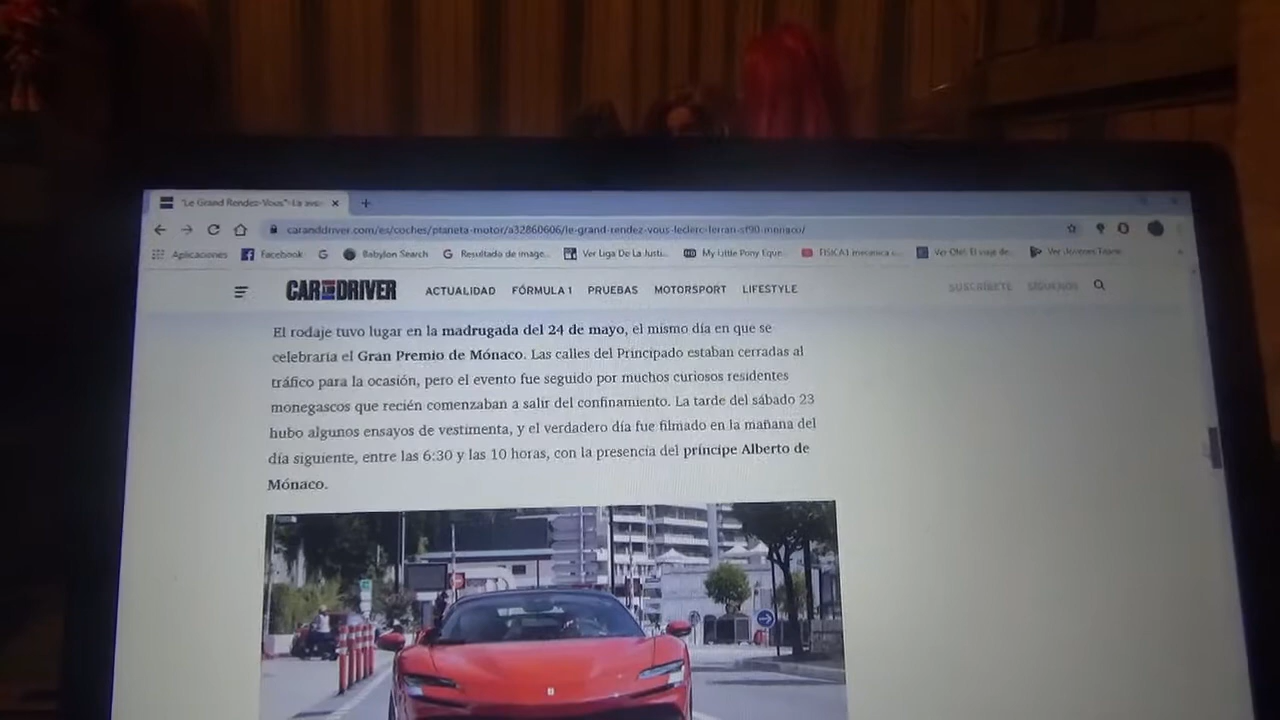 "Le Grand Rendez-Vous": La
caranddriver.com/es/coches/planeta-motor/a32860606/le-grand-rendez-vous-leclerc-ferrari-sf90-monaco/
Aplicaciones Facebook Babylon Search Resultado de image... Ver Liga De La Justi... My Little Pony Eque... FISICA1 mecanica c... Ver
CAR AND DRIVER ACTUALIDAD FÓRMULA 1 PRUEBAS MOTORSPORT LIFESTYLE SUSCRÍBETE SÍGUENOS
El rodaje tuvo lugar en la madrugada del 24 de mayo, el mismo día en que se
celebraría el Gran Premio de Mónaco. Las calles del Principado estaban cerradas al
tráfico para la ocasión, pero el evento fue seguido por muchos curiosos residentes
monegascos que recién comenzaban a salir del confinamiento. La tarde del sábado 23
hubo algunos ensayos de vestimenta, y el verdadero día fue filmado en la mañana del
día siguiente, entre las 6:30 y las 10 horas, con la presencia del príncipe Alberto de
Mónaco.